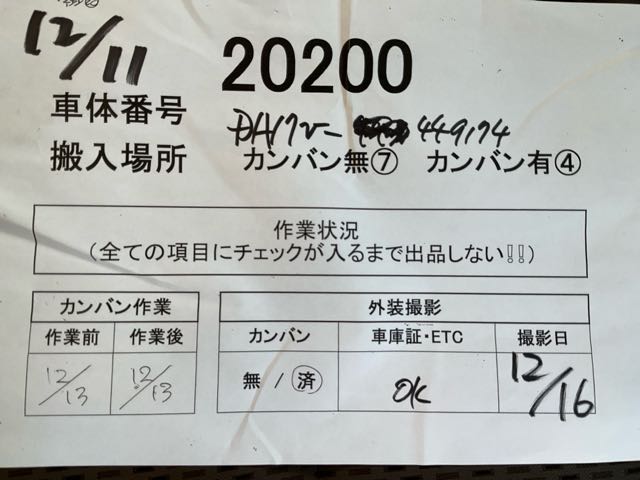 12/11
20200
車体番号 DA17V- 449174
搬入場所 カンバン無⑦ カンバン有④
作業状況
(全ての項目にチェックが入るまで出品しない!!)
カンバン作業
作業前 作業後
12/13 12/13
外装撮影
カンバン 車庫証・ETC 撮影日
無 / 済 OK 12/16